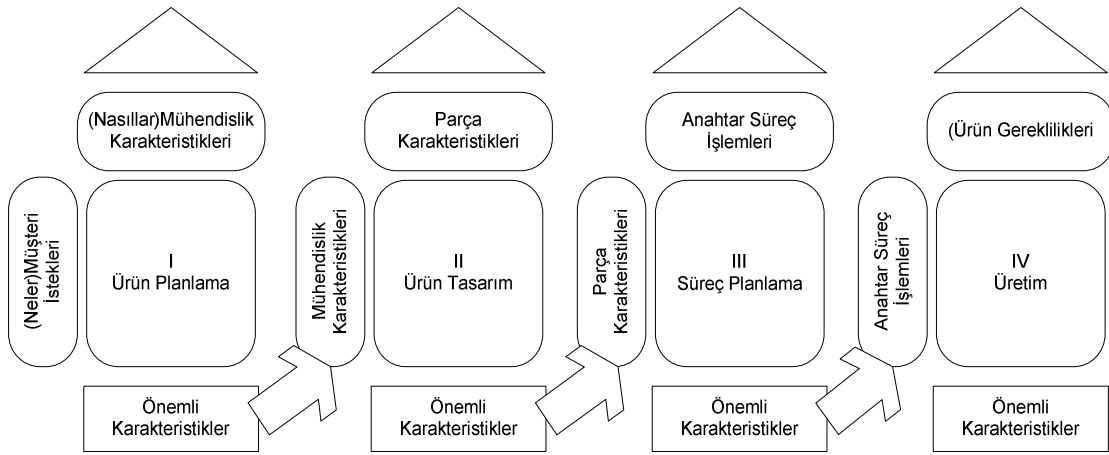 (Nasıllar)Mühendislik
Karakteristikleri
Parça
Karakteristikleri
Anahtar Süreç
İşlemleri
(Ürün Gereklilikleri
(Neler)Müşteri
İstekleri
I
Ürün Planlama
Mühendislik
Karakteristikleri
II
Ürün Tasarım
Parça
Karakteristikleri
III
Süreç Planlama
Anahtar Süreç
İşlemleri
IV
Üretim
Önemli
Karakteristikler
Önemli
Karakteristikler
Önemli
Karakteristikler
Önemli
Karakteristikler